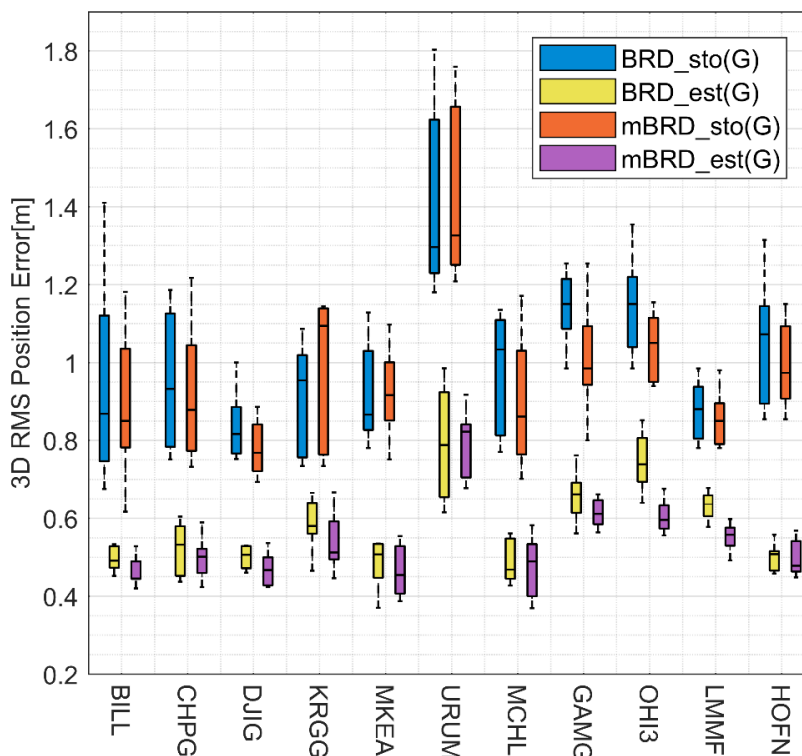 BRD_sto(G)
BRD_est(G)
mBRD_sto(G)
mBRD_est(G)
3D RMS Position Error[m]
1.8
1.6
1.4
1.2
1
0.8
0.6
0.4
0.2
BILL
CHPG
DJIG
KRGG
MKEA
URUM
MCHL
GAMG
OHI3
LMMF
HOFN